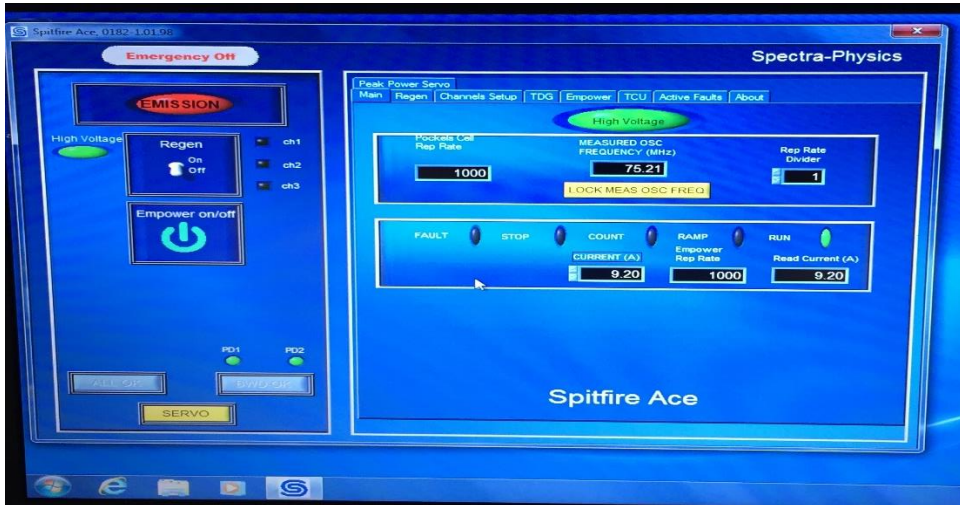 Spitfire Ace, 0182-1.01.98
Emergency Off
Spectra-Physics
EMISSION
High Voltage
Regen
On
Off
ch1
ch2
ch3
Empower on/off
PD1 PD2
ALL OK BWD OK
SERVO
Peak Power Servo
Main Regen Channels Setup TDG Empower TCU Active Faults About
High Voltage
Pockels Cell
Rep Rate
1000
MEASURED OSC
FREQUENCY (MHz)
75.21
LOCK MEAS OSC FREQ
Rep Rate
Divider
1
FAULT STOP COUNT RAMP RUN
CURRENT (A)
9.20
Empower
Rep Rate
1000
Read Current (A)
9.20
Spitfire Ace